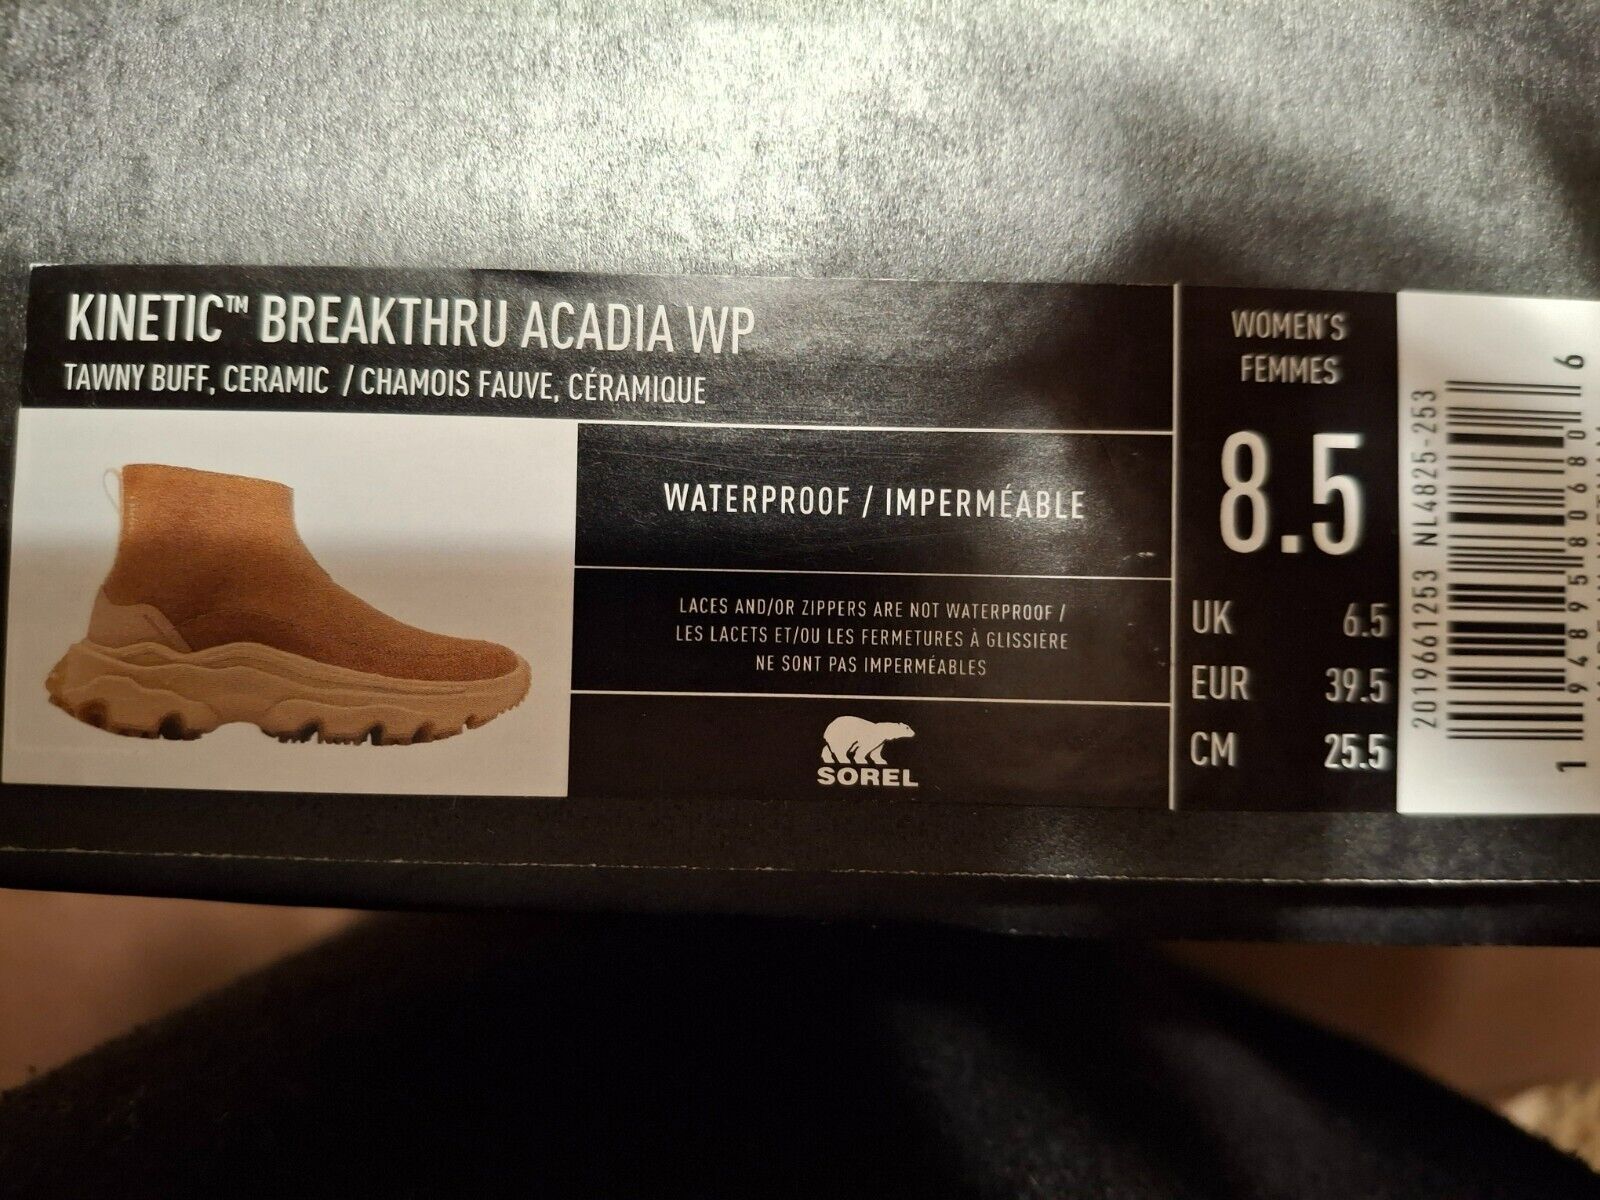 KINETIC™ BREAKTHRU ACADIA WP
TAWNY BUFF, CERAMIC / CHAMOIS FAUVE, CÉRAMIQUE
WATERPROOF / IMPERMÉABLE
LACES AND/OR ZIPPERS ARE NOT WATERPROOF /
LES LACETS ET/OU LES FERMETURES À GLISSIÈRE
NE SONT PAS IMPERMÉABLES
SOREL
WOMEN'S
FEMMES
8.5
UK 6.5
EUR 39.5
CM 25.5
2019661253 NL4825-253
1 94895 80680 6